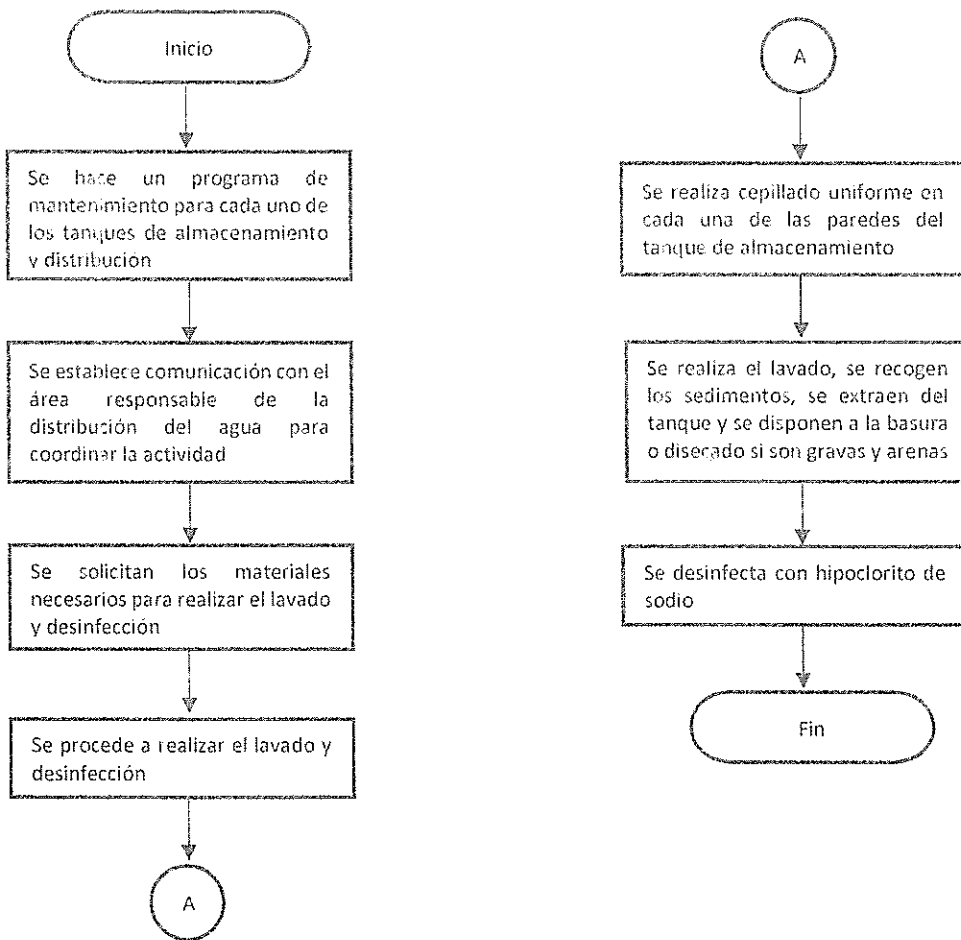 Inicio
Se hace un programa de
mantenimiento para cada uno de
los tanques de almacenamiento
y distribución
Se establece comunicación con el
área responsable de la
distribución del agua para
coordinar la actividad
Se solicitan los materiales
necesarios para realizar el lavado
y desinfección
Se procede a realizar el lavado y
desinfección
A
A
Se realiza cepillado uniforme en
cada una de las paredes del
tanque de almacenamiento
Se realiza el lavado, se recogen
los sedimentos, se extraen del
tanque y se disponen a la basura
o disecado si son gravas y arenas
Se desinfecta con hipoclorito de
sodio
Fin